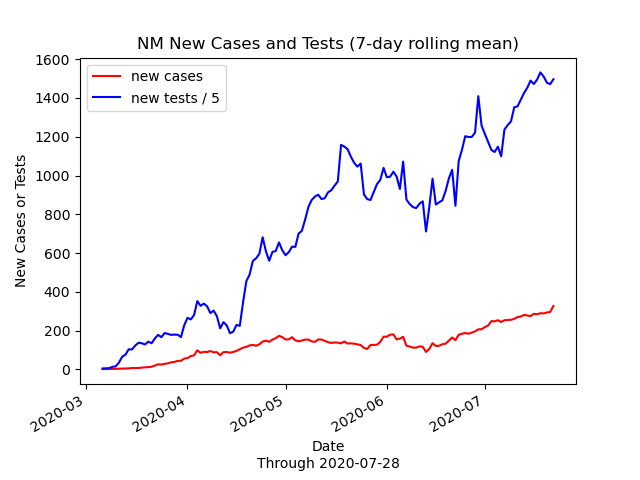 NM New Cases and Tests (7-day rolling mean)
new cases
new tests / 5
New Cases or Tests
1600
1400
1200
1000
800
600
400
200
0
2020-03
2020-04
2020-05
2020-06
2020-07
Date
Through 2020-07-28